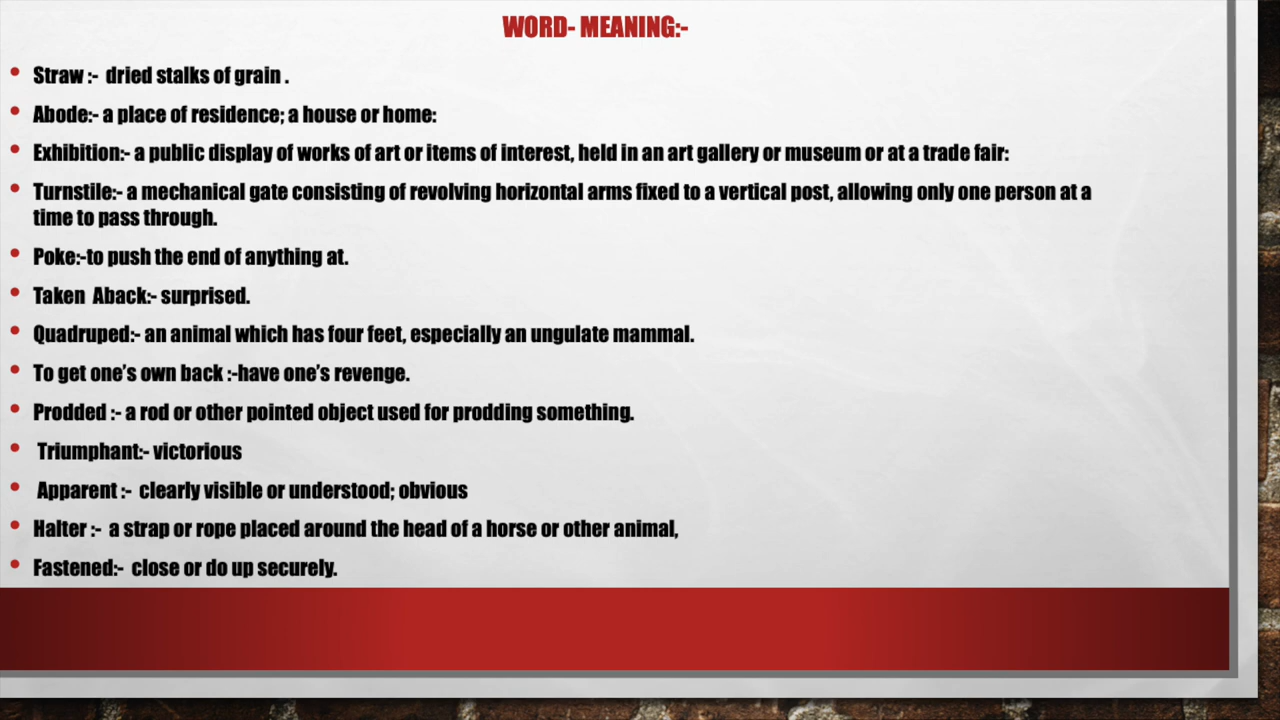 WORD- MEANING:-
• Straw :- dried stalks of grain .
• Abode:- a place of residence; a house or home:
• Exhibition:- a public display of works of art or items of interest, held in an art gallery or museum or at a trade fair:
• Turnstile:- a mechanical gate consisting of revolving horizontal arms fixed to a vertical post, allowing only one person at a
time to pass through.
• Poke:-to push the end of anything at.
• Taken Aback:- surprised.
• Quadruped:- an animal which has four feet, especially an ungulate mammal.
• To get one’s own back :-have one’s revenge.
• Prodded :- a rod or other pointed object used for prodding something.
• Triumphant:- victorious
• Apparent :- clearly visible or understood; obvious
• Halter :- a strap or rope placed around the head of a horse or other animal,
• Fastened:- close or do up securely.